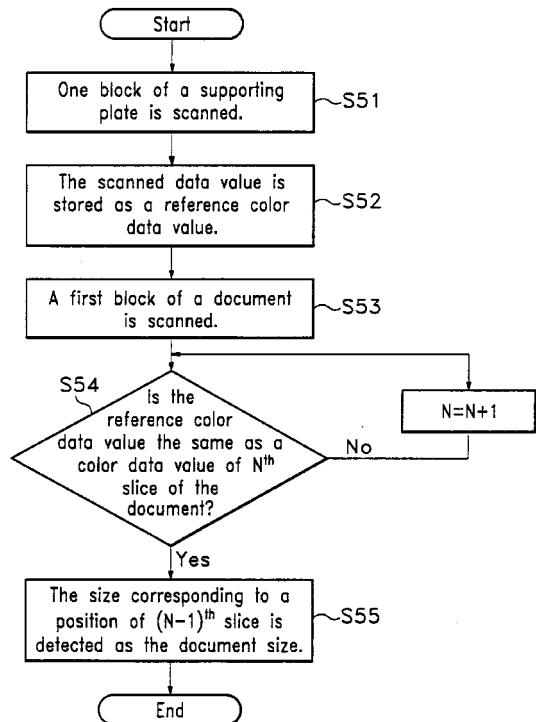 Start
One block of a supporting
plate is scanned.
S51
The scanned data value is
stored as a reference color
data value.
S52
A first block of a document
is scanned.
S53
S54
Is the
reference color
data value the same as a
color data value of Nth
slice of the
document?
No
N=N+1
Yes
The size corresponding to a
position of (N-1)th slice is
detected as the document size.
S55
End